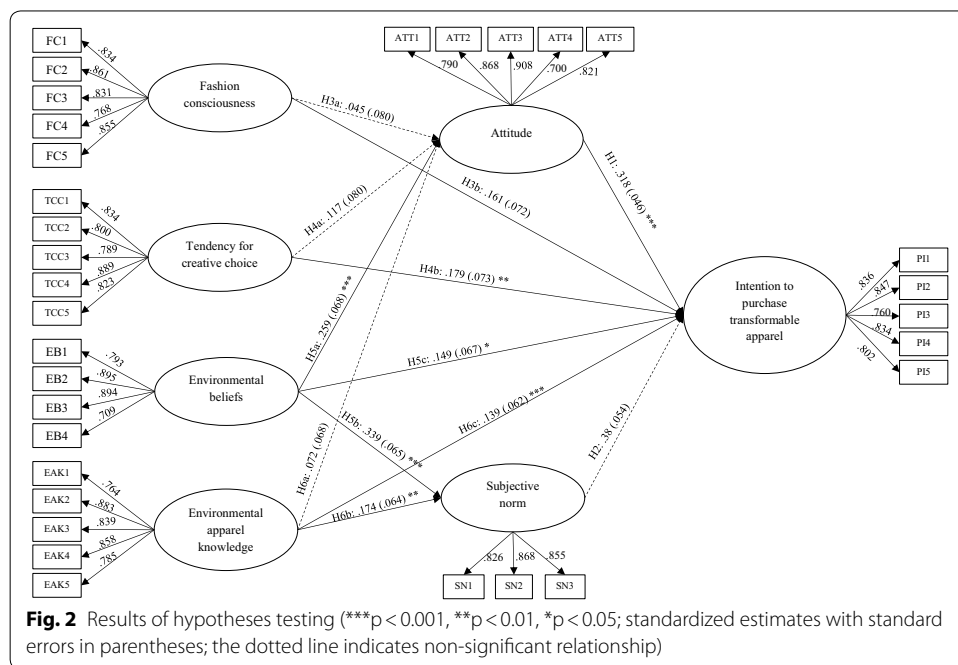 FC1
FC2
FC3
FC4
FC5
.834
.861
.831
.768
.855
Fashion
consciousness
ATT1 ATT2 ATT3 ATT4 ATT5
.790 .868 .908 .700 .821
Attitude
H3a: .045 (.080)
H3b: .161 (.072)
H1: .318 (.046) ***
TCC1
TCC2
TCC3
TCC4
TCC5
.834
.800
.789
.889
.823
Tendency for
creative choice
H4a: .117 (.080)
H4b: .179 (.073) **
Intention to
purchase
transformable
apparel
.836
.847
.760
.834
.802
PI1
PI2
PI3
PI4
PI5
EB1
EB2
EB3
EB4
.793
.895
.894
.709
Environmental
beliefs
H5a: .259 (.068) ***
H5c: .149 (.067) *
H5b: .339 (.065) ***
H6c: .139 (.062) ***
H2: .38 (.054)
EAK1
EAK2
EAK3
EAK4
EAK5
.764
.883
.839
.858
.785
Environmental
apparel
knowledge
H6a: .072 (.068)
H6b: .174 (.064) **
Subjective
norm
.826 .868 .855
SN1 SN2 SN3
Fig. 2 Results of hypotheses testing (***p < 0.001, **p < 0.01, *p < 0.05; standardized estimates with standard
errors in parentheses; the dotted line indicates non-significant relationship)